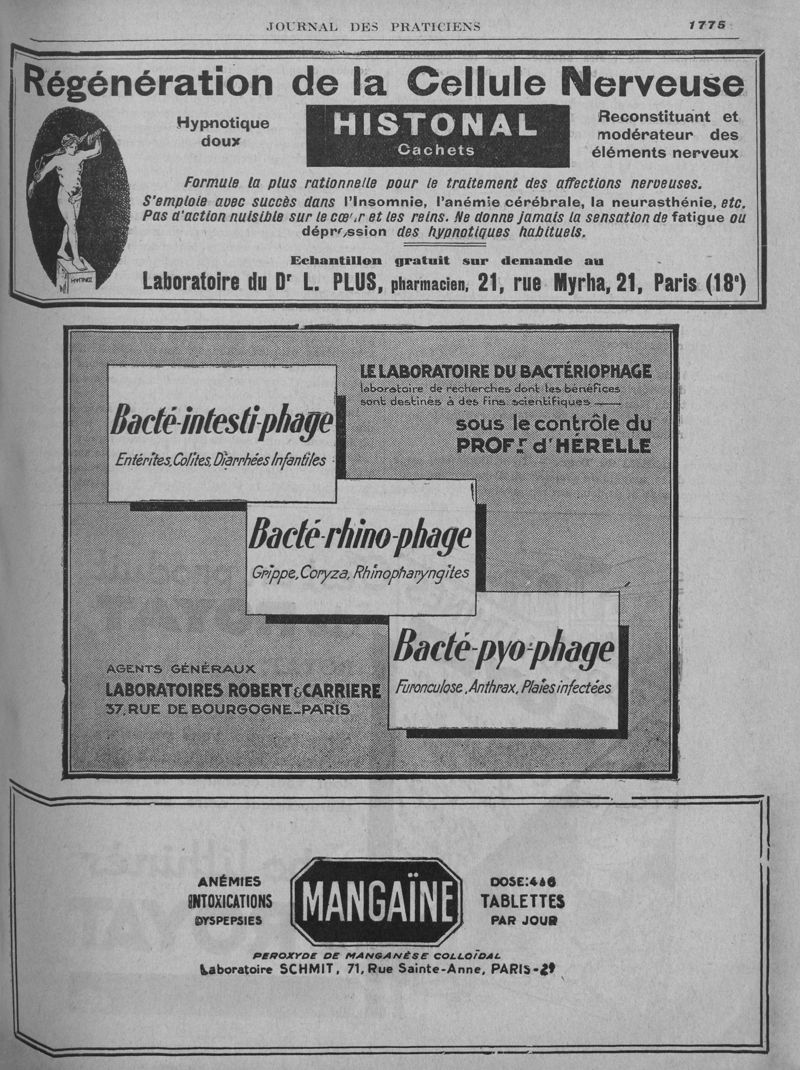 JOURNAL DES PRATICIENS
1775
Régénération de la Cellule Nerveuse
Hypnotique
doux
HISTONAL
Cachets
Reconstituant et
modérateur des
éléments nerveux
Formule la plus rationnelle pour le traitement des affections nerveuses.
S'emploie avec succès dans l'Insomnie, l'anémie cérébrale, la neurasthénie, etc.
Pas d'action nuisible sur le cœur et les reins. Ne donne jamais la sensation de fatigue ou
dépression des hypnotiques habituels.
Echantillon gratuit sur demande au
Laboratoire du Dr L. PLUS, pharmacien, 21, rue Myrha, 21, Paris (18e)
LE LABORATOIRE DU BACTÉRIOPHAGE
laboratoire de recherches dont les bénéfices
sont destinés à des fins scientifiques
sous le contrôle du
PROFr d'HÉRELLE
Bacté-intesti-phage
Entérites, Colites, Diarrhées Infantiles
Bacté-rhino-phage
Grippe, Coryza, Rhinopharyngites
Bacté-pyo-phage
Furonculose, Anthrax, Plaies infectées
AGENTS GÉNÉRAUX
LABORATOIRES ROBERT & CARRIERE
37, RUE DE BOURGOGNE - PARIS
ANÉMIES
INTOXICATIONS
DYSPEPSIES
MANGAÏNE
DOSE: 4 à 6
TABLETTES
PAR JOUR
PEROXYDE DE MANGANÈSE COLLOÏDAL
Laboratoire SCHMIT, 71, Rue Sainte-Anne, PARIS-2e